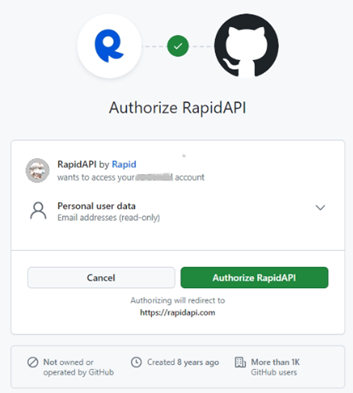 Authorize RapidAPI
RapidAPI by Rapid
wants to access your account
Personal user data
Email addresses (read-only)
Cancel
Authorize RapidAPI
Authorizing will redirect to
https://rapidapi.com
Not owned or
operated by GitHub
Created 8 years ago
More than 1K
GitHub users